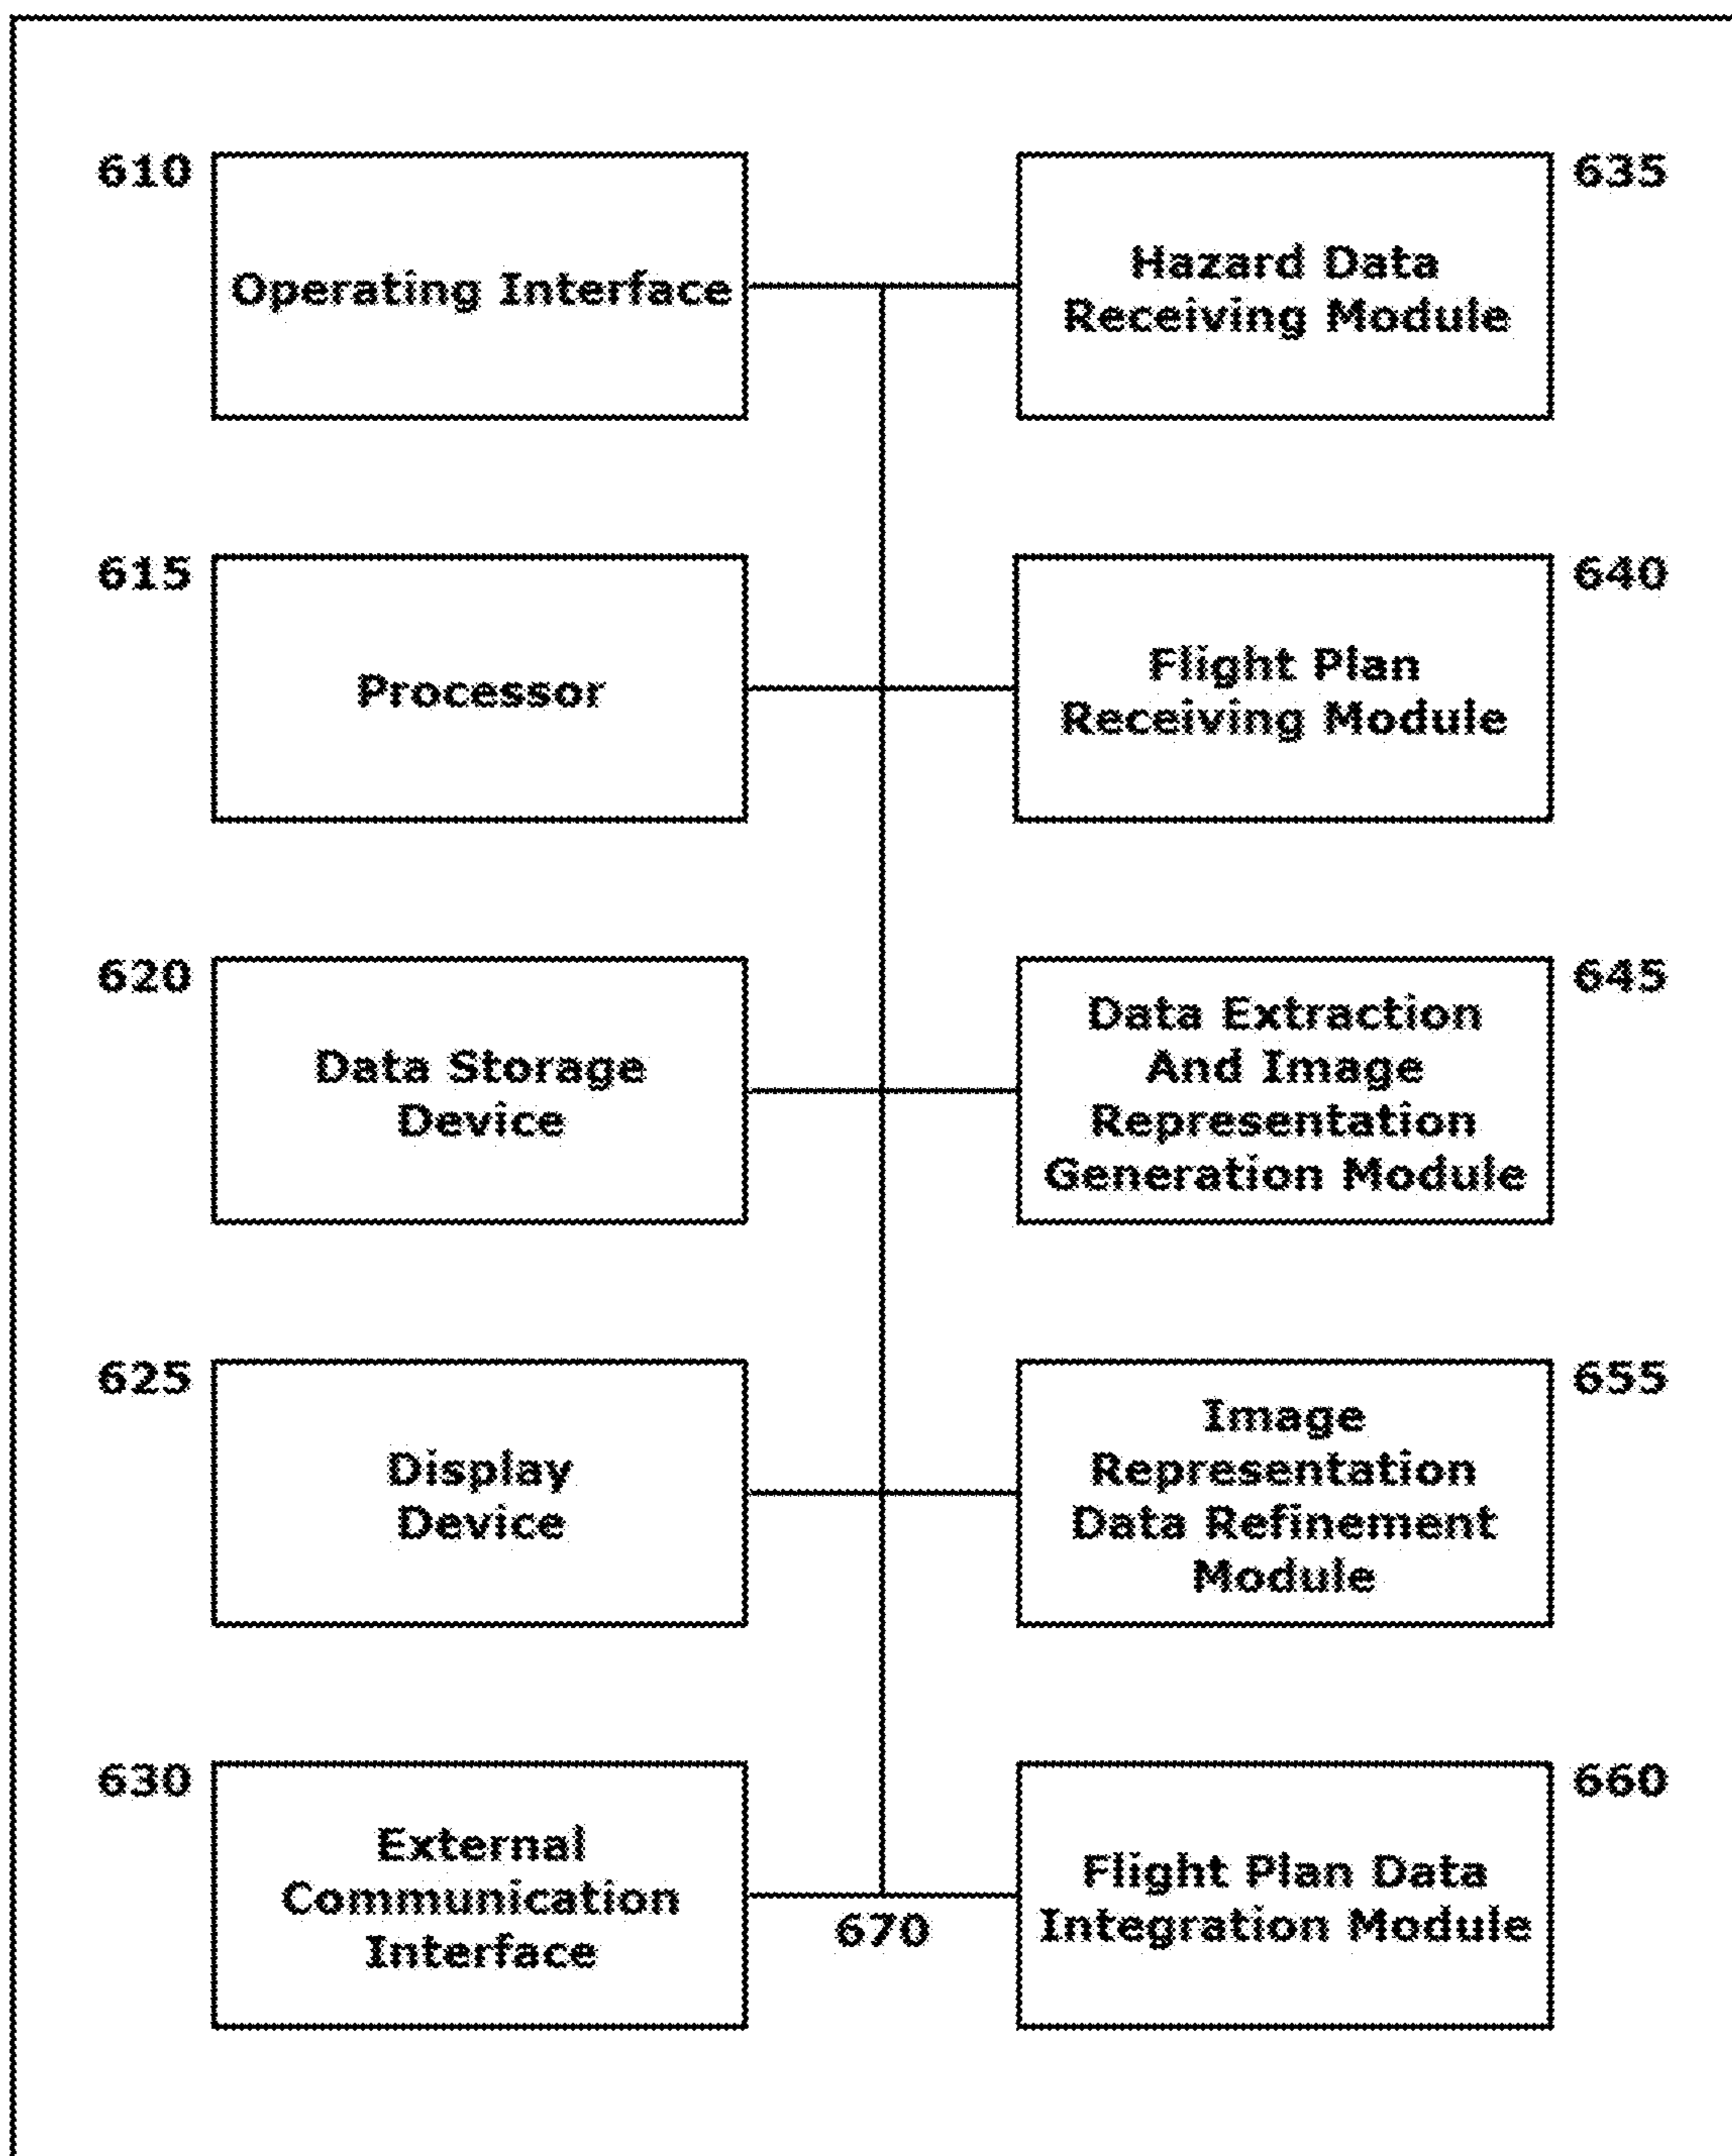 610
Operating Interface
635
Hazard Data
Receiving Module
615
Processor
640
Flight Plan
Receiving Module
620
Data Storage
Device
645
Data Extraction
And Image
Representation
Generation Module
625
Display
Device
655
Image
Representation
Data Refinement
Module
630
External
Communication
Interface
670
660
Flight Plan Data
Integration Module